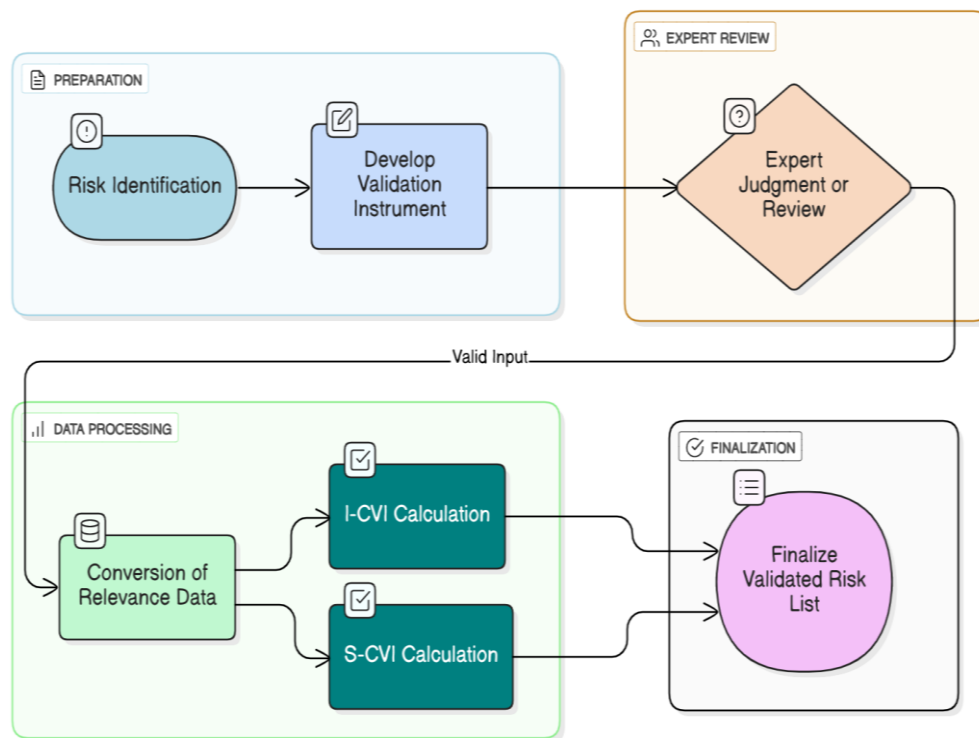 PREPARATION
Risk Identification
Develop
Validation
Instrument
EXPERT REVIEW
Expert
Judgment or
Review
Valid Input
DATA PROCESSING
Conversion of
Relevance Data
I-CVI Calculation
S-CVI Calculation
FINALIZATION
Finalize
Validated Risk
List